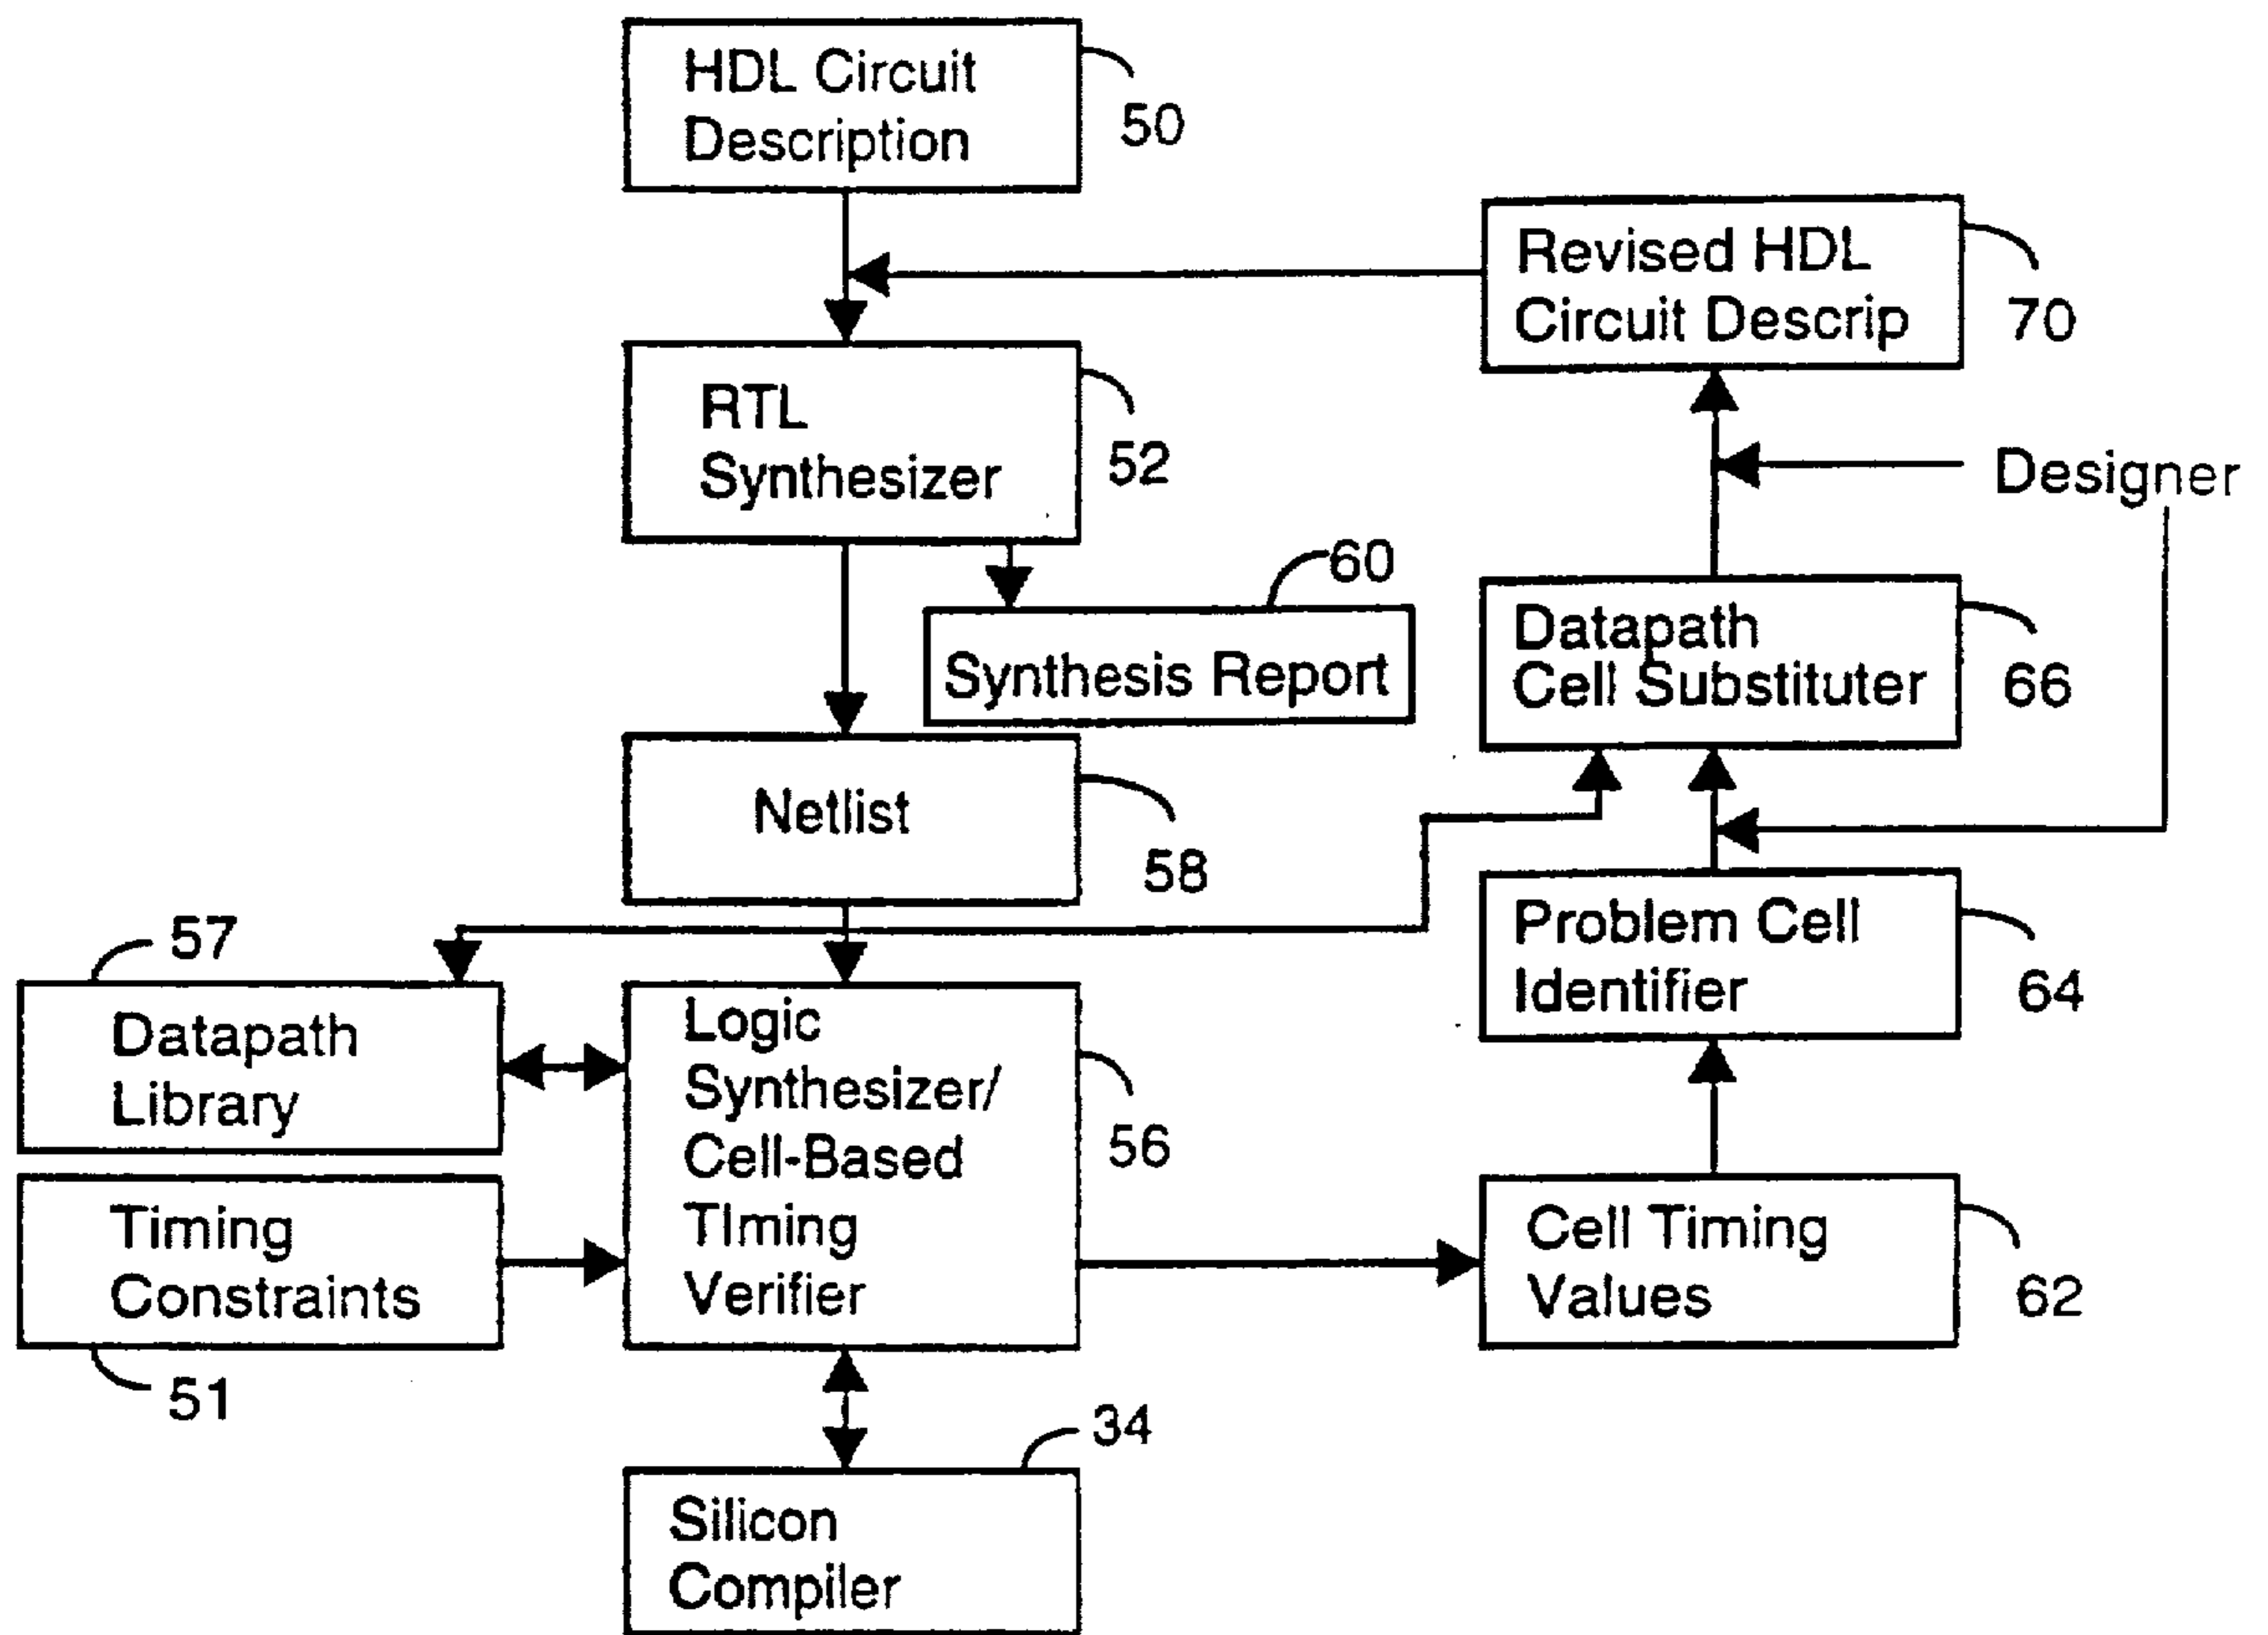 HDL Circuit
Description
50
Revised HDL
Circuit Descrip
70
RTL
Synthesizer
52
Designer
60
Synthesis Report
Datapath
Cell Substituter
66
Netlist
58
57
Datapath
Library
Logic
Synthesizer/
Cell-Based
TIming
Verifier
56
Problem Cell
Identifier
64
Timing
Constraints
51
Cell Timing
Values
62
34
Silicon
Compiler